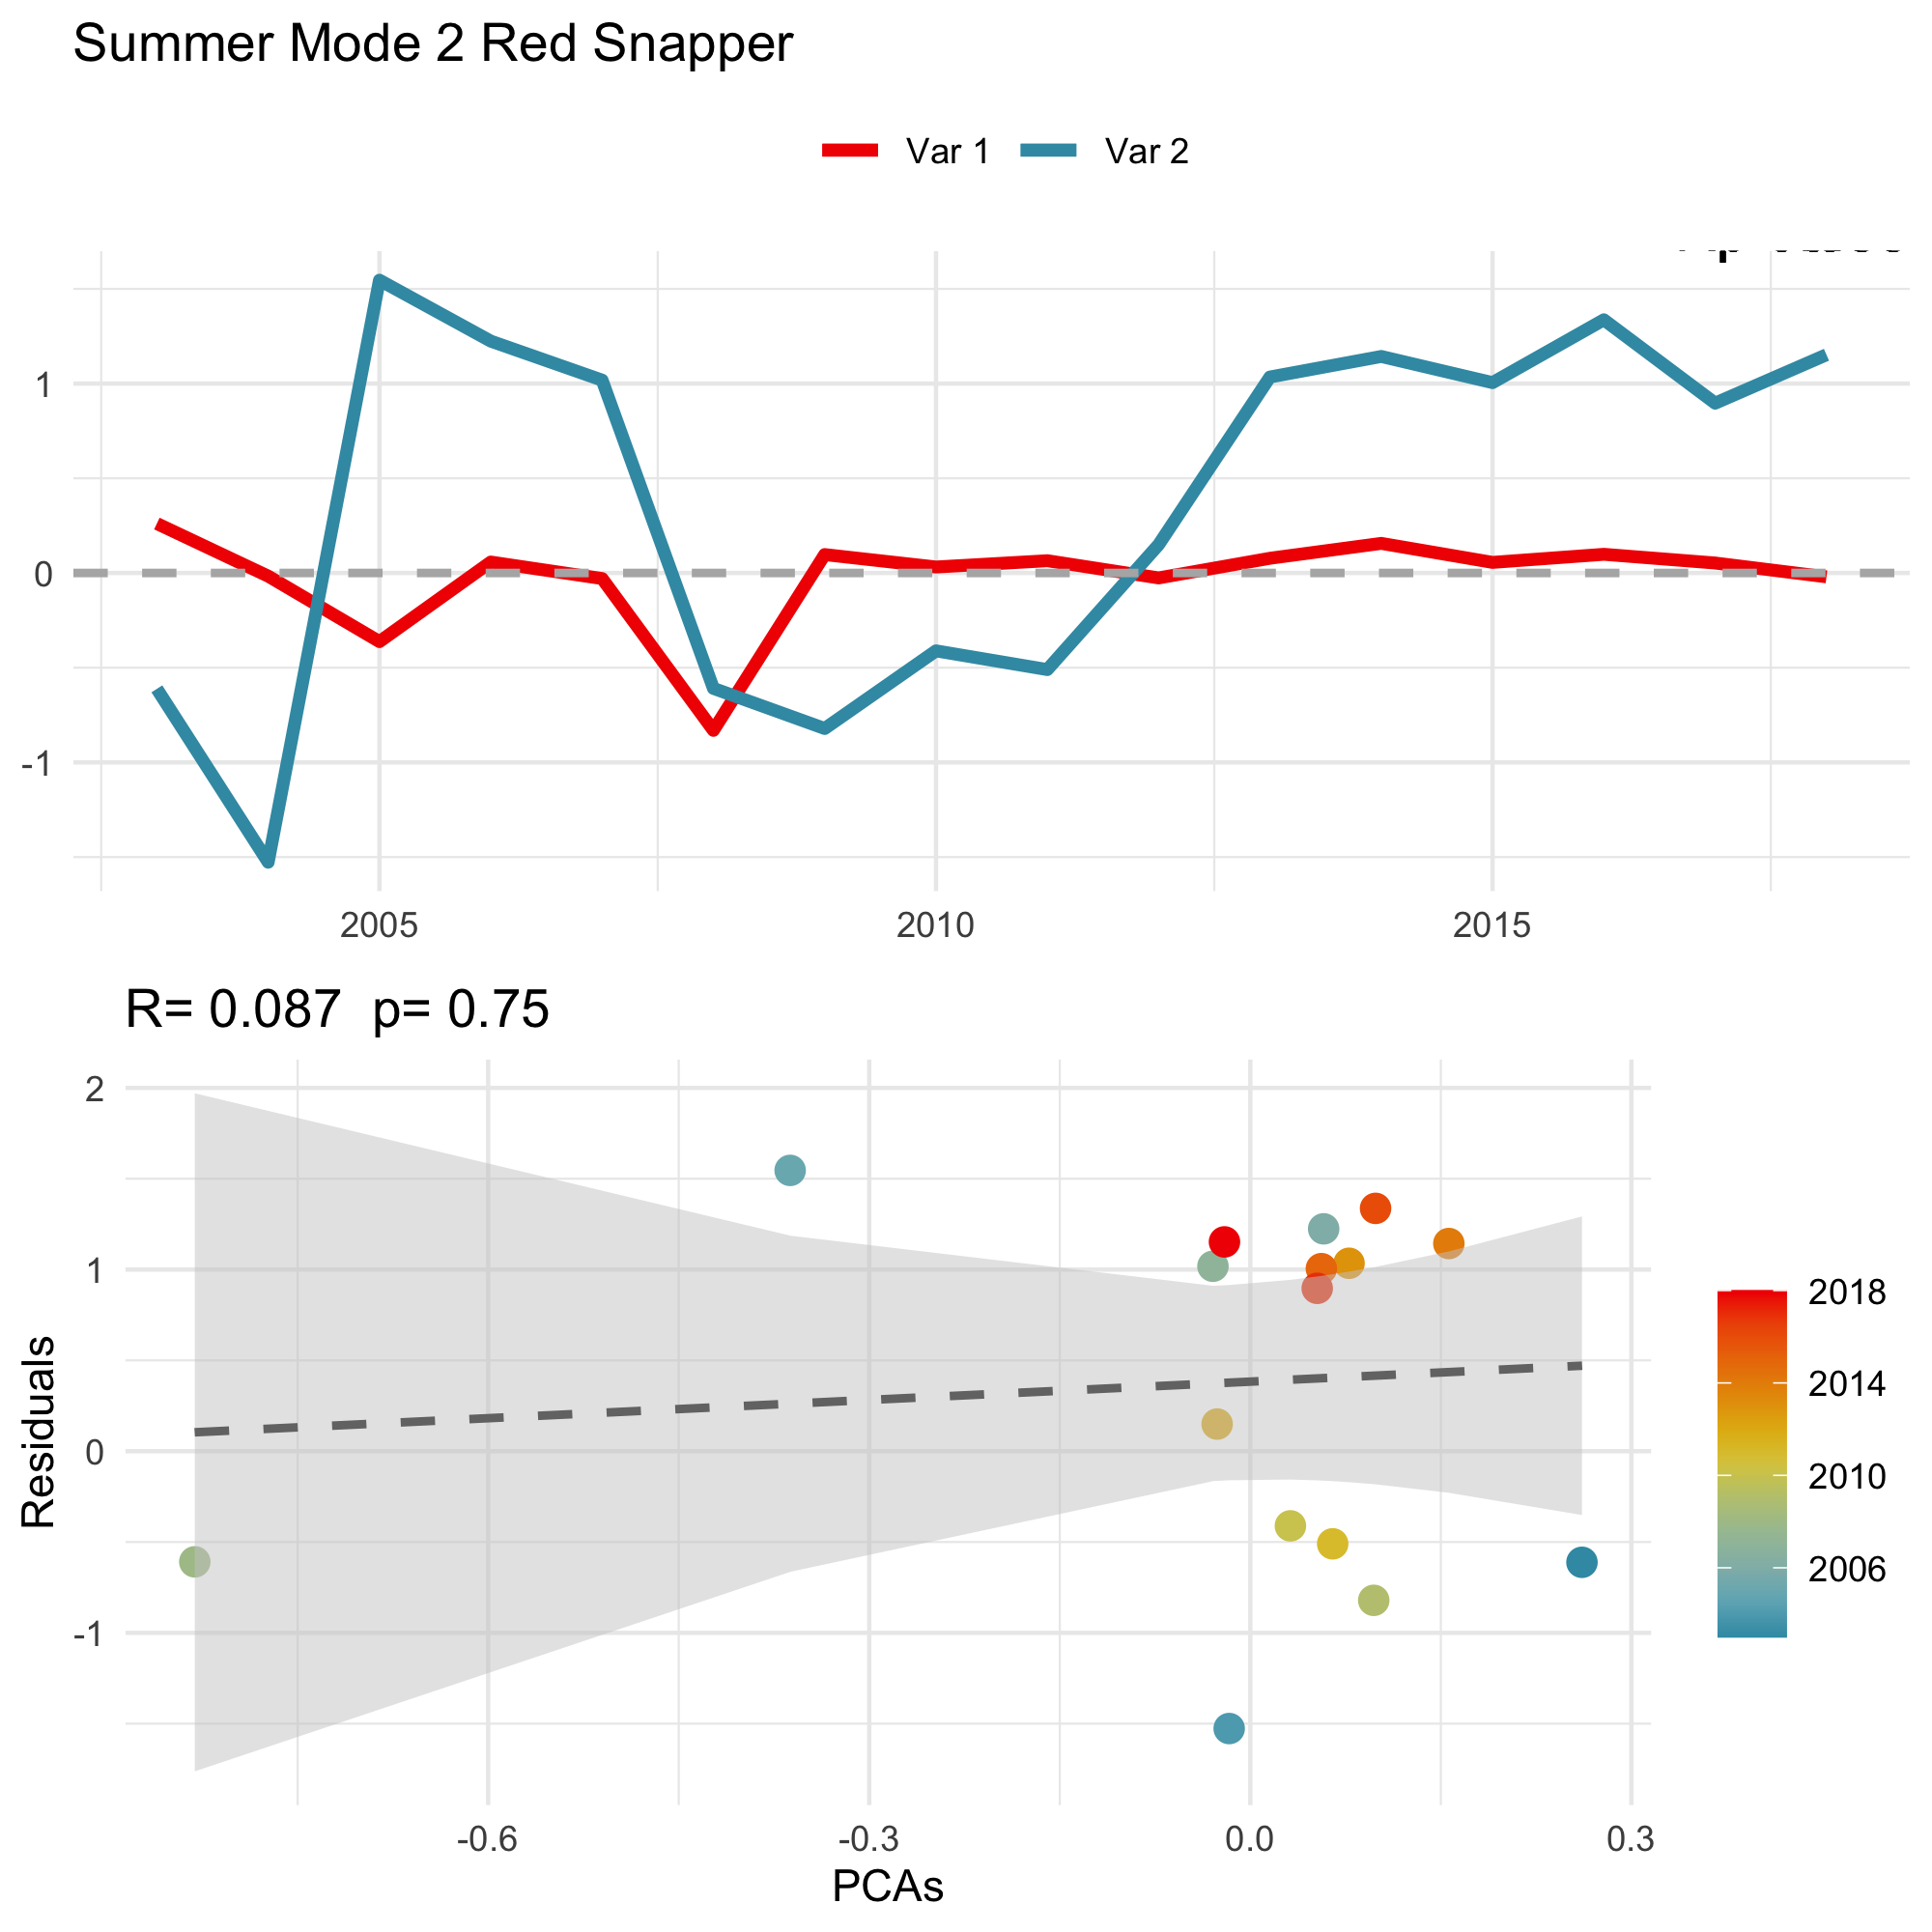 Summer Mode 2 Red Snapper
Var 1 Var 2
1
0
-1
2005 2010 2015
R= 0.087 p= 0.75
2
1
0
-1
Residuals
-0.6 -0.3 0.0 0.3
PCAs
2018
2014
2010
2006